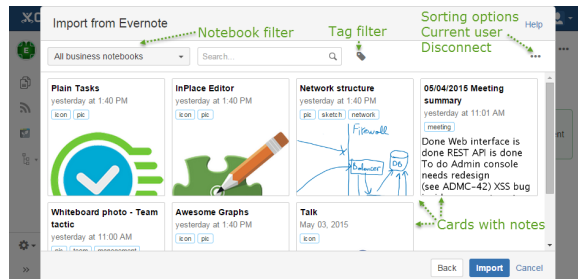 Import from Evernote
Notebook filter
Tag filter
Sorting options
Current user
Disconnect
Help
All business notebooks
Search...
Plain Tasks
yesterday at 1:40 PM
icon pic
InPlace Editor
yesterday at 1:40 PM
icon pic
Network structure
yesterday at 1:40 PM
pic sketch network
Firewall
Balancer
DB
05/04/2015 Meeting
summary
yesterday at 11:01 AM
meeting
Done Web interface is
done REST API is done
To do Admin console
needs redesign
(see ADMC-42) XSS bug
Whiteboard photo - Team
tactic
yesterday at 11:00 AM
pic team management
Awesome Graphs
yesterday at 1:40 PM
icon pic
Talk
May 03, 2015
icon
Cards with notes
Back Import Cancel